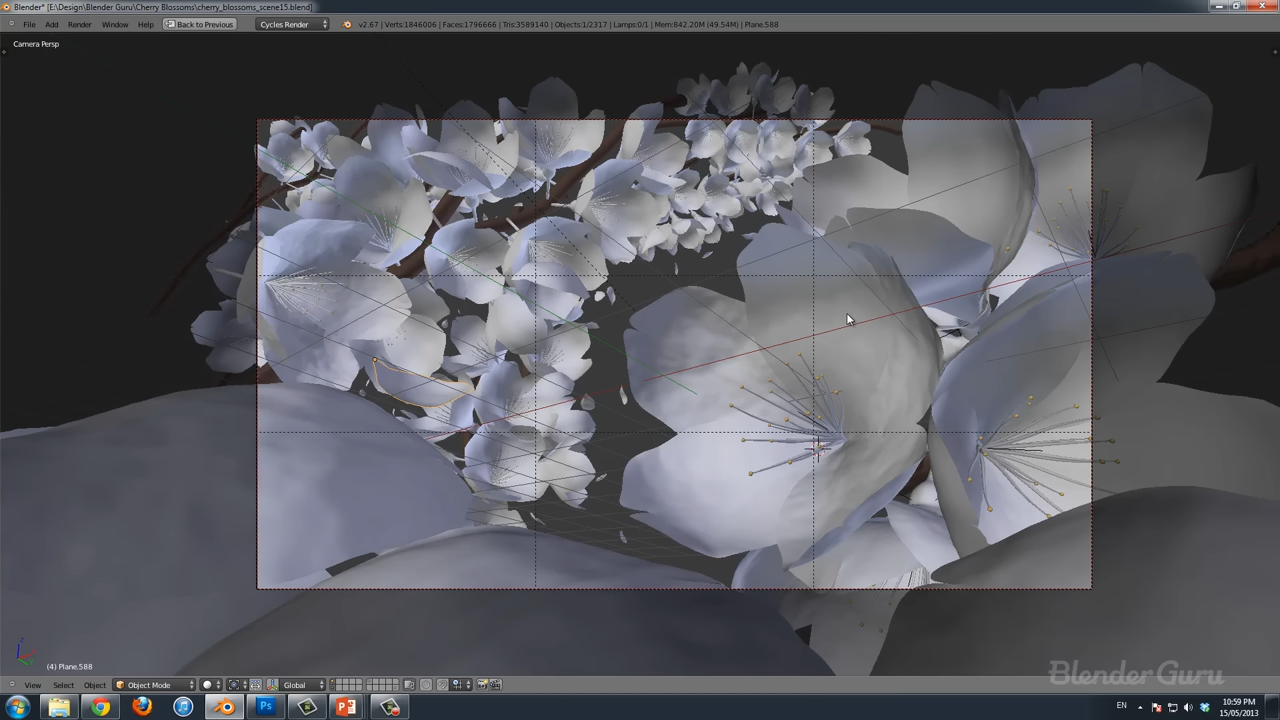 Blender* [E:\Design\Blender Guru\Cherry Blossoms\cherry_blossoms_scene15.blend]
File Add Render Window Help Back to Previous Cycles Render v2.67 | Verts:1846006 | Faces:1796666 | Tris:3589140 | Objects:1/2317 | Lamps:0/1 | Mem:842.20M (49.54M) | Plane.588
Camera Persp
(4) Plane.588
BlenderGuru
View Select Object Object Mode Global
Ps EN 10:59 PM
15/05/2013